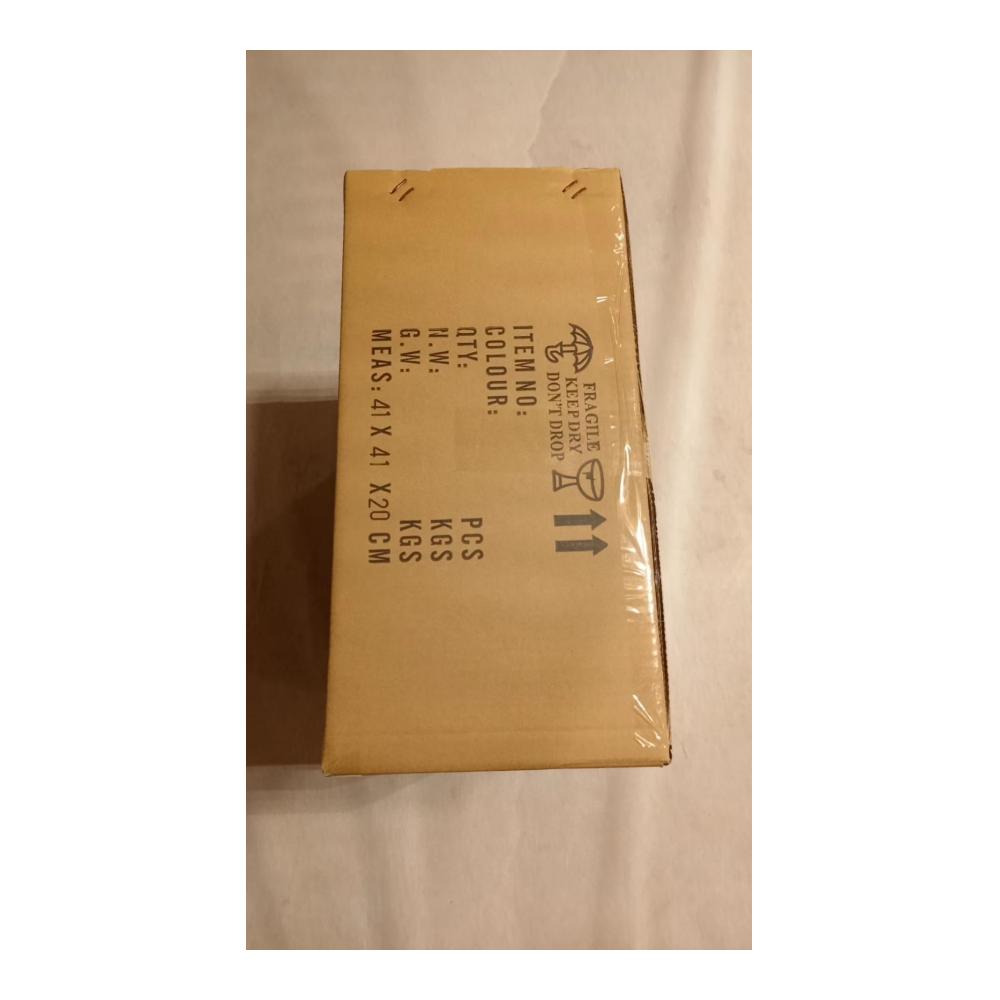 FRAGILE
KEEP DRY
DON'T DROP
ITEM NO:
COLOUR:
QTY: PCS
N.W: KGS
G.W: KGS
MEAS: 41 X 41 X 20 CM